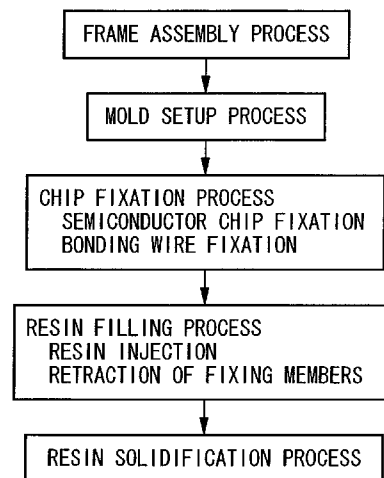 FRAME ASSEMBLY PROCESS
MOLD SETUP PROCESS
CHIP FIXATION PROCESS
SEMICONDUCTOR CHIP FIXATION
BONDING WIRE FIXATION
RESIN FILLING PROCESS
RESIN INJECTION
RETRACTION OF FIXING MEMBERS
RESIN SOLIDIFICATION PROCESS